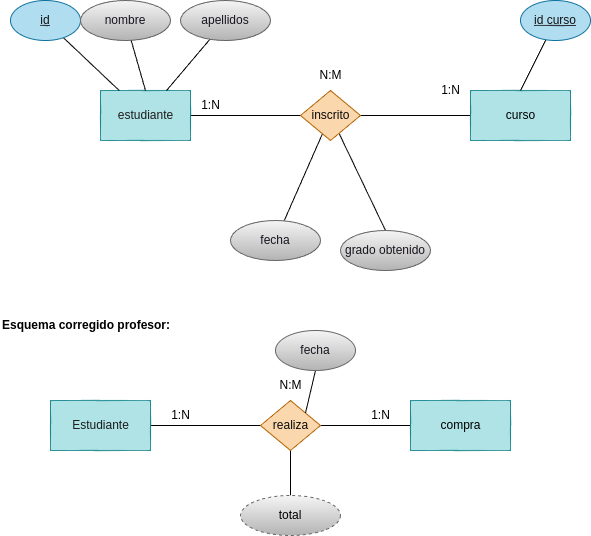 id
nombre
apellidos
id curso
N:M
estudiante
1:N
inscrito
1:N
curso
fecha
grado obtenido
Esquema corregido profesor:
fecha
N:M
Estudiante
1:N
realiza
1:N
compra
total